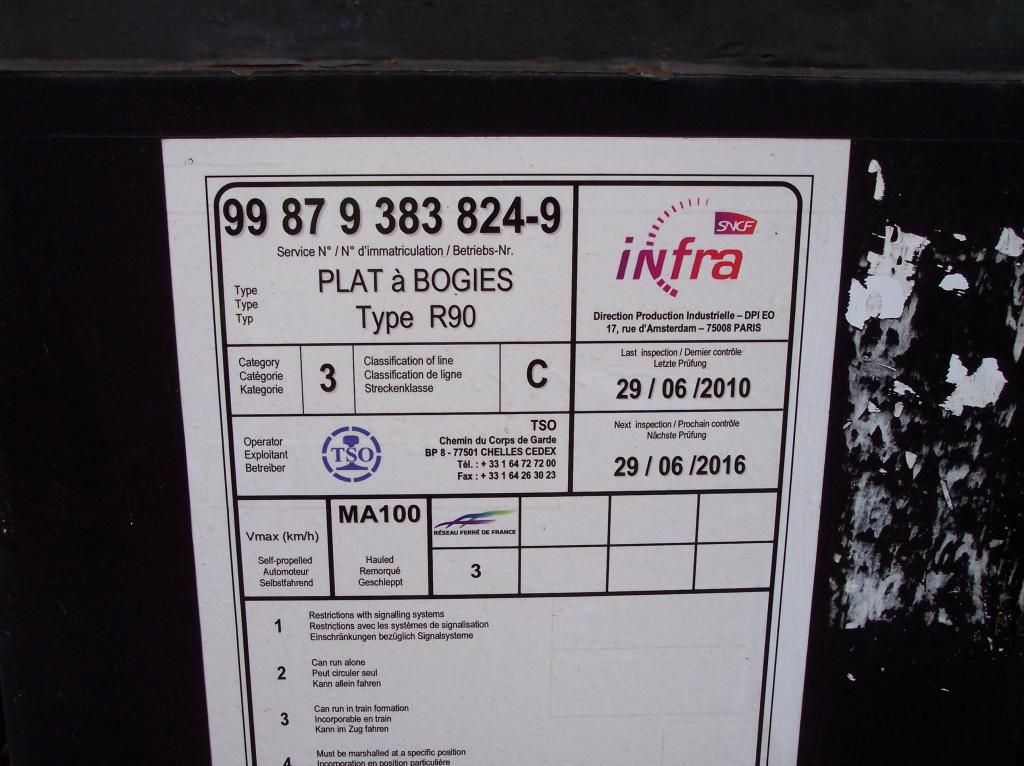 99 87 9 383 824-9
Service N° / N° d'immatriculation / Betriebs-Nr.
Type
Type
Typ
PLAT à BOGIES
Type R90
SNCF
infra
Direction Production Industrielle – DPI EO
17, rue d'Amsterdam – 75008 PARIS
Category
Catégorie
Kategorie
3
Classification of line
Classification de ligne
Streckenklasse
C
Last inspection / Dernier contrôle
Letzte Prüfung
29 / 06 /2010
Operator
Exploitant
Betreiber
TSO
TSO
Chemin du Corps de Garde
BP 8 - 77501 CHELLES CEDEX
Tél. : + 33 1 64 72 72 00
Fax : + 33 1 64 26 30 23
Next inspection / Prochain contrôle
Nächste Prüfung
29 / 06 /2016
Vmax (km/h)
Self-propelled
Automoteur
Selbstfahrend
MA100
Hauled
Remorqué
Geschleppt
RÉSEAU FERRÉ DE FRANCE
3
1
Restrictions with signalling systems
Restrictions avec les systèmes de signalisation
Einschränkungen bezüglich Signalsysteme
2
Can run alone
Peut circuler seul
Kann allein fahren
3
Can run in train formation
Incorporable en train
Kann im Zug fahren
4
Must be marshalled at a specific position
Incorporation en position particulière